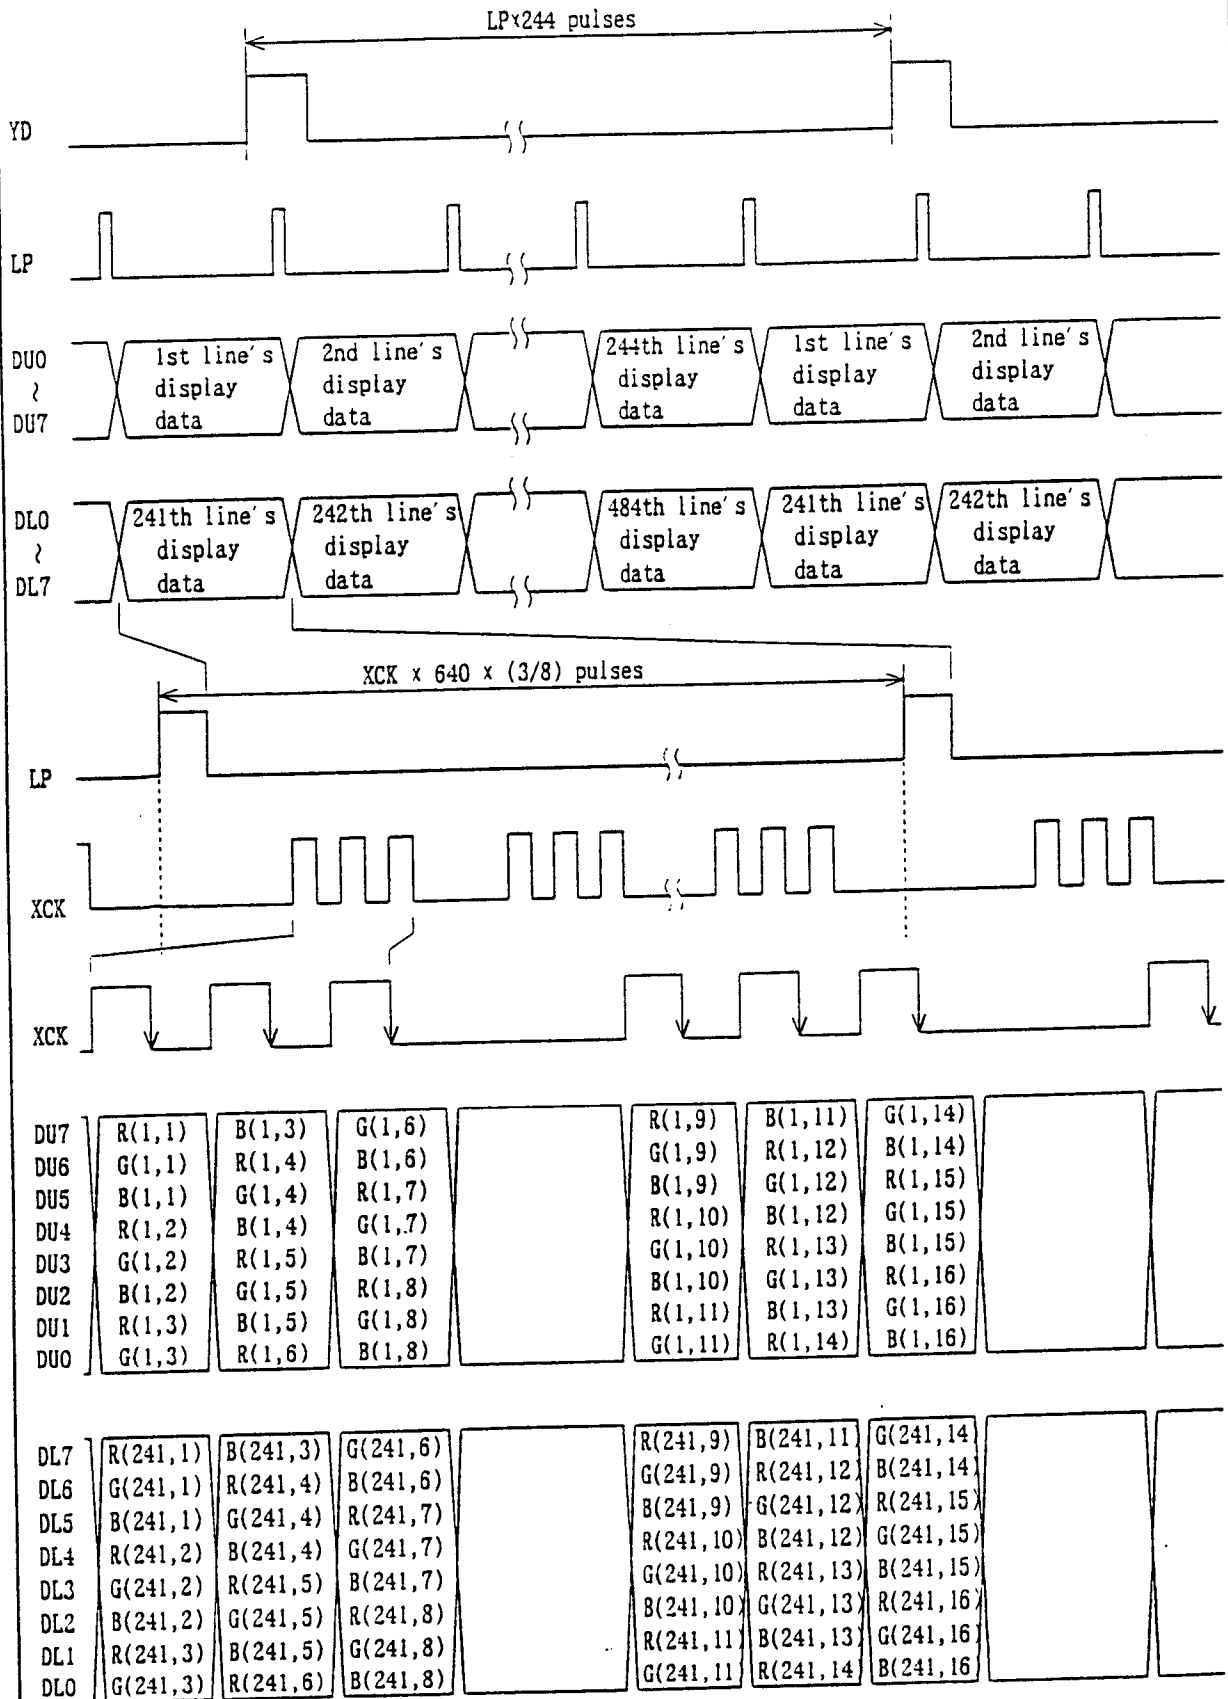 LP×244 pulses
YD
LP
DU0
~
DU7
1st line's display data
2nd line's display data
244th line's display data
1st line's display data
2nd line's display data
DL0
~
DL7
241th line's display data
242th line's display data
484th line's display data
241th line's display data
242th line's display data
XCK × 640 × (3/8) pulses
LP
XCK
XCK
DU7 R(1,1) B(1,3) G(1,6) R(1,9) B(1,11) G(1,14)
DU6 G(1,1) R(1,4) B(1,6) G(1,9) R(1,12) B(1,14)
DU5 B(1,1) G(1,4) R(1,7) B(1,9) G(1,12) R(1,15)
DU4 R(1,2) B(1,4) G(1,7) R(1,10) B(1,12) G(1,15)
DU3 G(1,2) R(1,5) B(1,7) G(1,10) R(1,13) B(1,15)
DU2 B(1,2) G(1,5) R(1,8) B(1,10) G(1,13) R(1,16)
DU1 R(1,3) B(1,5) G(1,8) R(1,11) B(1,13) G(1,16)
DU0 G(1,3) R(1,6) B(1,8) G(1,11) R(1,14) B(1,16)
DL7 R(241,1) B(241,3) G(241,6) R(241,9) B(241,11) G(241,14)
DL6 G(241,1) R(241,4) B(241,6) G(241,9) R(241,12) B(241,14)
DL5 B(241,1) G(241,4) R(241,7) B(241,9) G(241,12) R(241,15)
DL4 R(241,2) B(241,4) G(241,7) R(241,10) B(241,12) G(241,15)
DL3 G(241,2) R(241,5) B(241,7) G(241,10) R(241,13) B(241,15)
DL2 B(241,2) G(241,5) R(241,8) B(241,10) G(241,13) R(241,16)
DL1 R(241,3) B(241,5) G(241,8) R(241,11) B(241,13) G(241,16)
DL0 G(241,3) R(241,6) B(241,8) G(241,11) R(241,14) B(241,16)